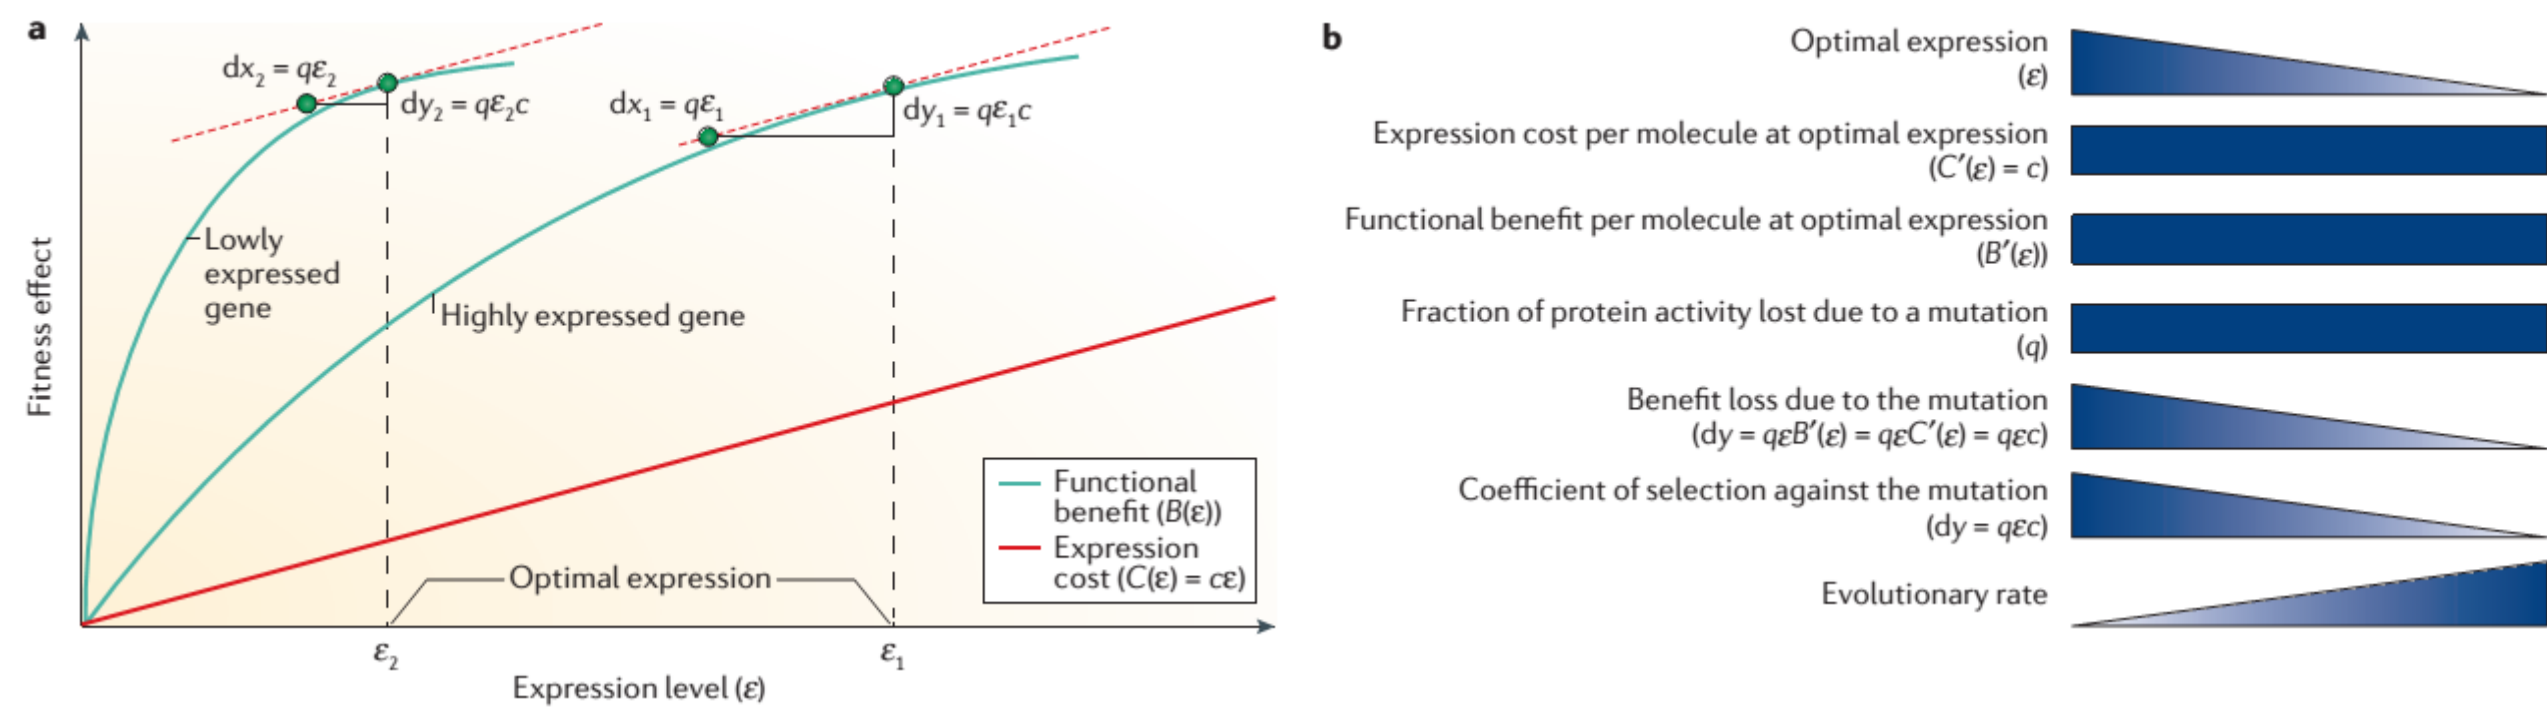 a
dx₂ = qε₂
dy₂ = qε₂c
dx₁ = qε₁
dy₁ = qε₁c
Lowly
expressed
gene
Highly expressed gene
Fitness effect
Functional
benefit (B(ε))
Expression
cost (C(ε) = cε)
Optimal expression
ε₂
ε₁
Expression level (ε)
b
Optimal expression
(ε)
Expression cost per molecule at optimal expression
(C′(ε) = c)
Functional benefit per molecule at optimal expression
(B′(ε))
Fraction of protein activity lost due to a mutation
(q)
Benefit loss due to the mutation
(dy = qεB′(ε) = qεC′(ε) = qεc)
Coefficient of selection against the mutation
(dy = qεc)
Evolutionary rate